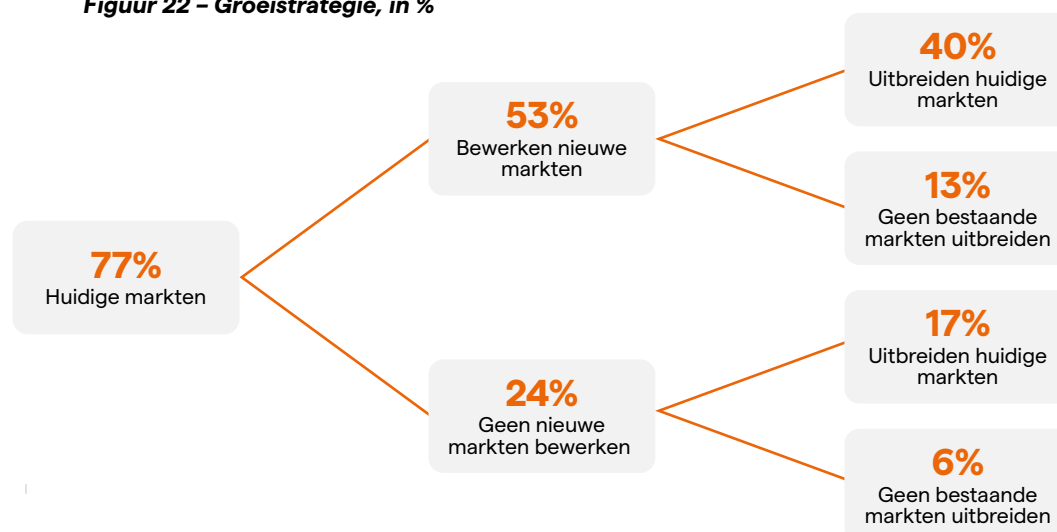 Figuur 22 – Groeistrategie, in %
77%
Huidige markten
53%
Bewerken nieuwe
markten
24%
Geen nieuwe
markten bewerken
40%
Uitbreiden huidige
markten
13%
Geen bestaande
markten uitbreiden
17%
Uitbreiden huidige
markten
6%
Geen bestaande
markten uitbreiden